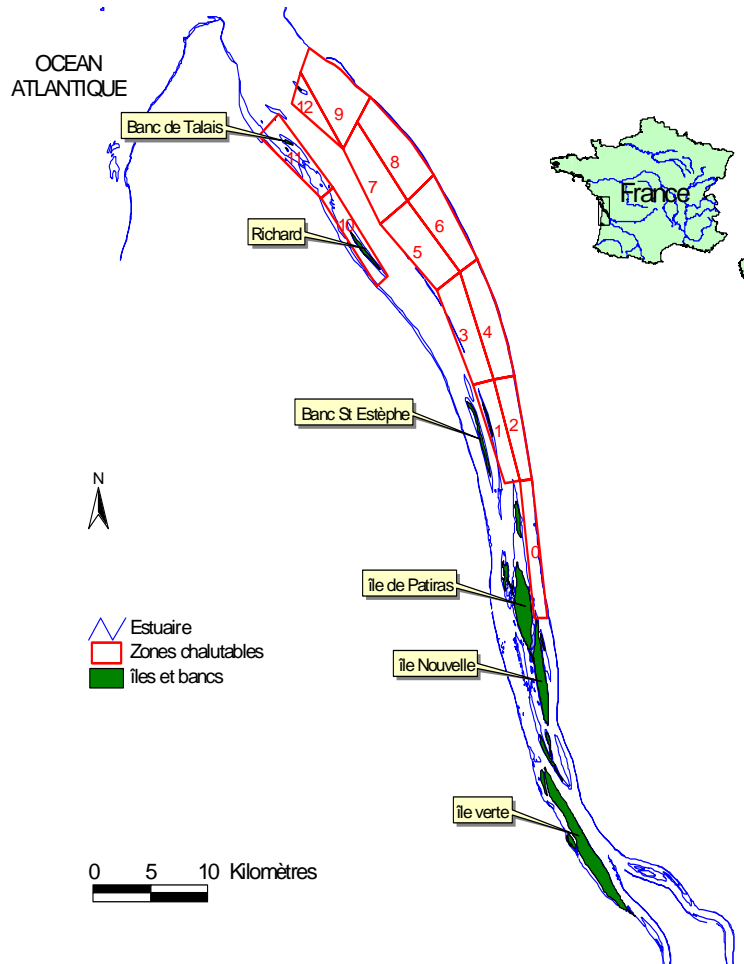 OCEAN
ATLANTIQUE
Banc de Talais
Richard
Banc St Estèphe
île de Patiras
île Nouvelle
île verte
12
9
11
8
7
10
6
5
3
4
1
2
0
France
N
Estuaire
Zones chalutables
îles et bancs
0 5 10 Kilomètres